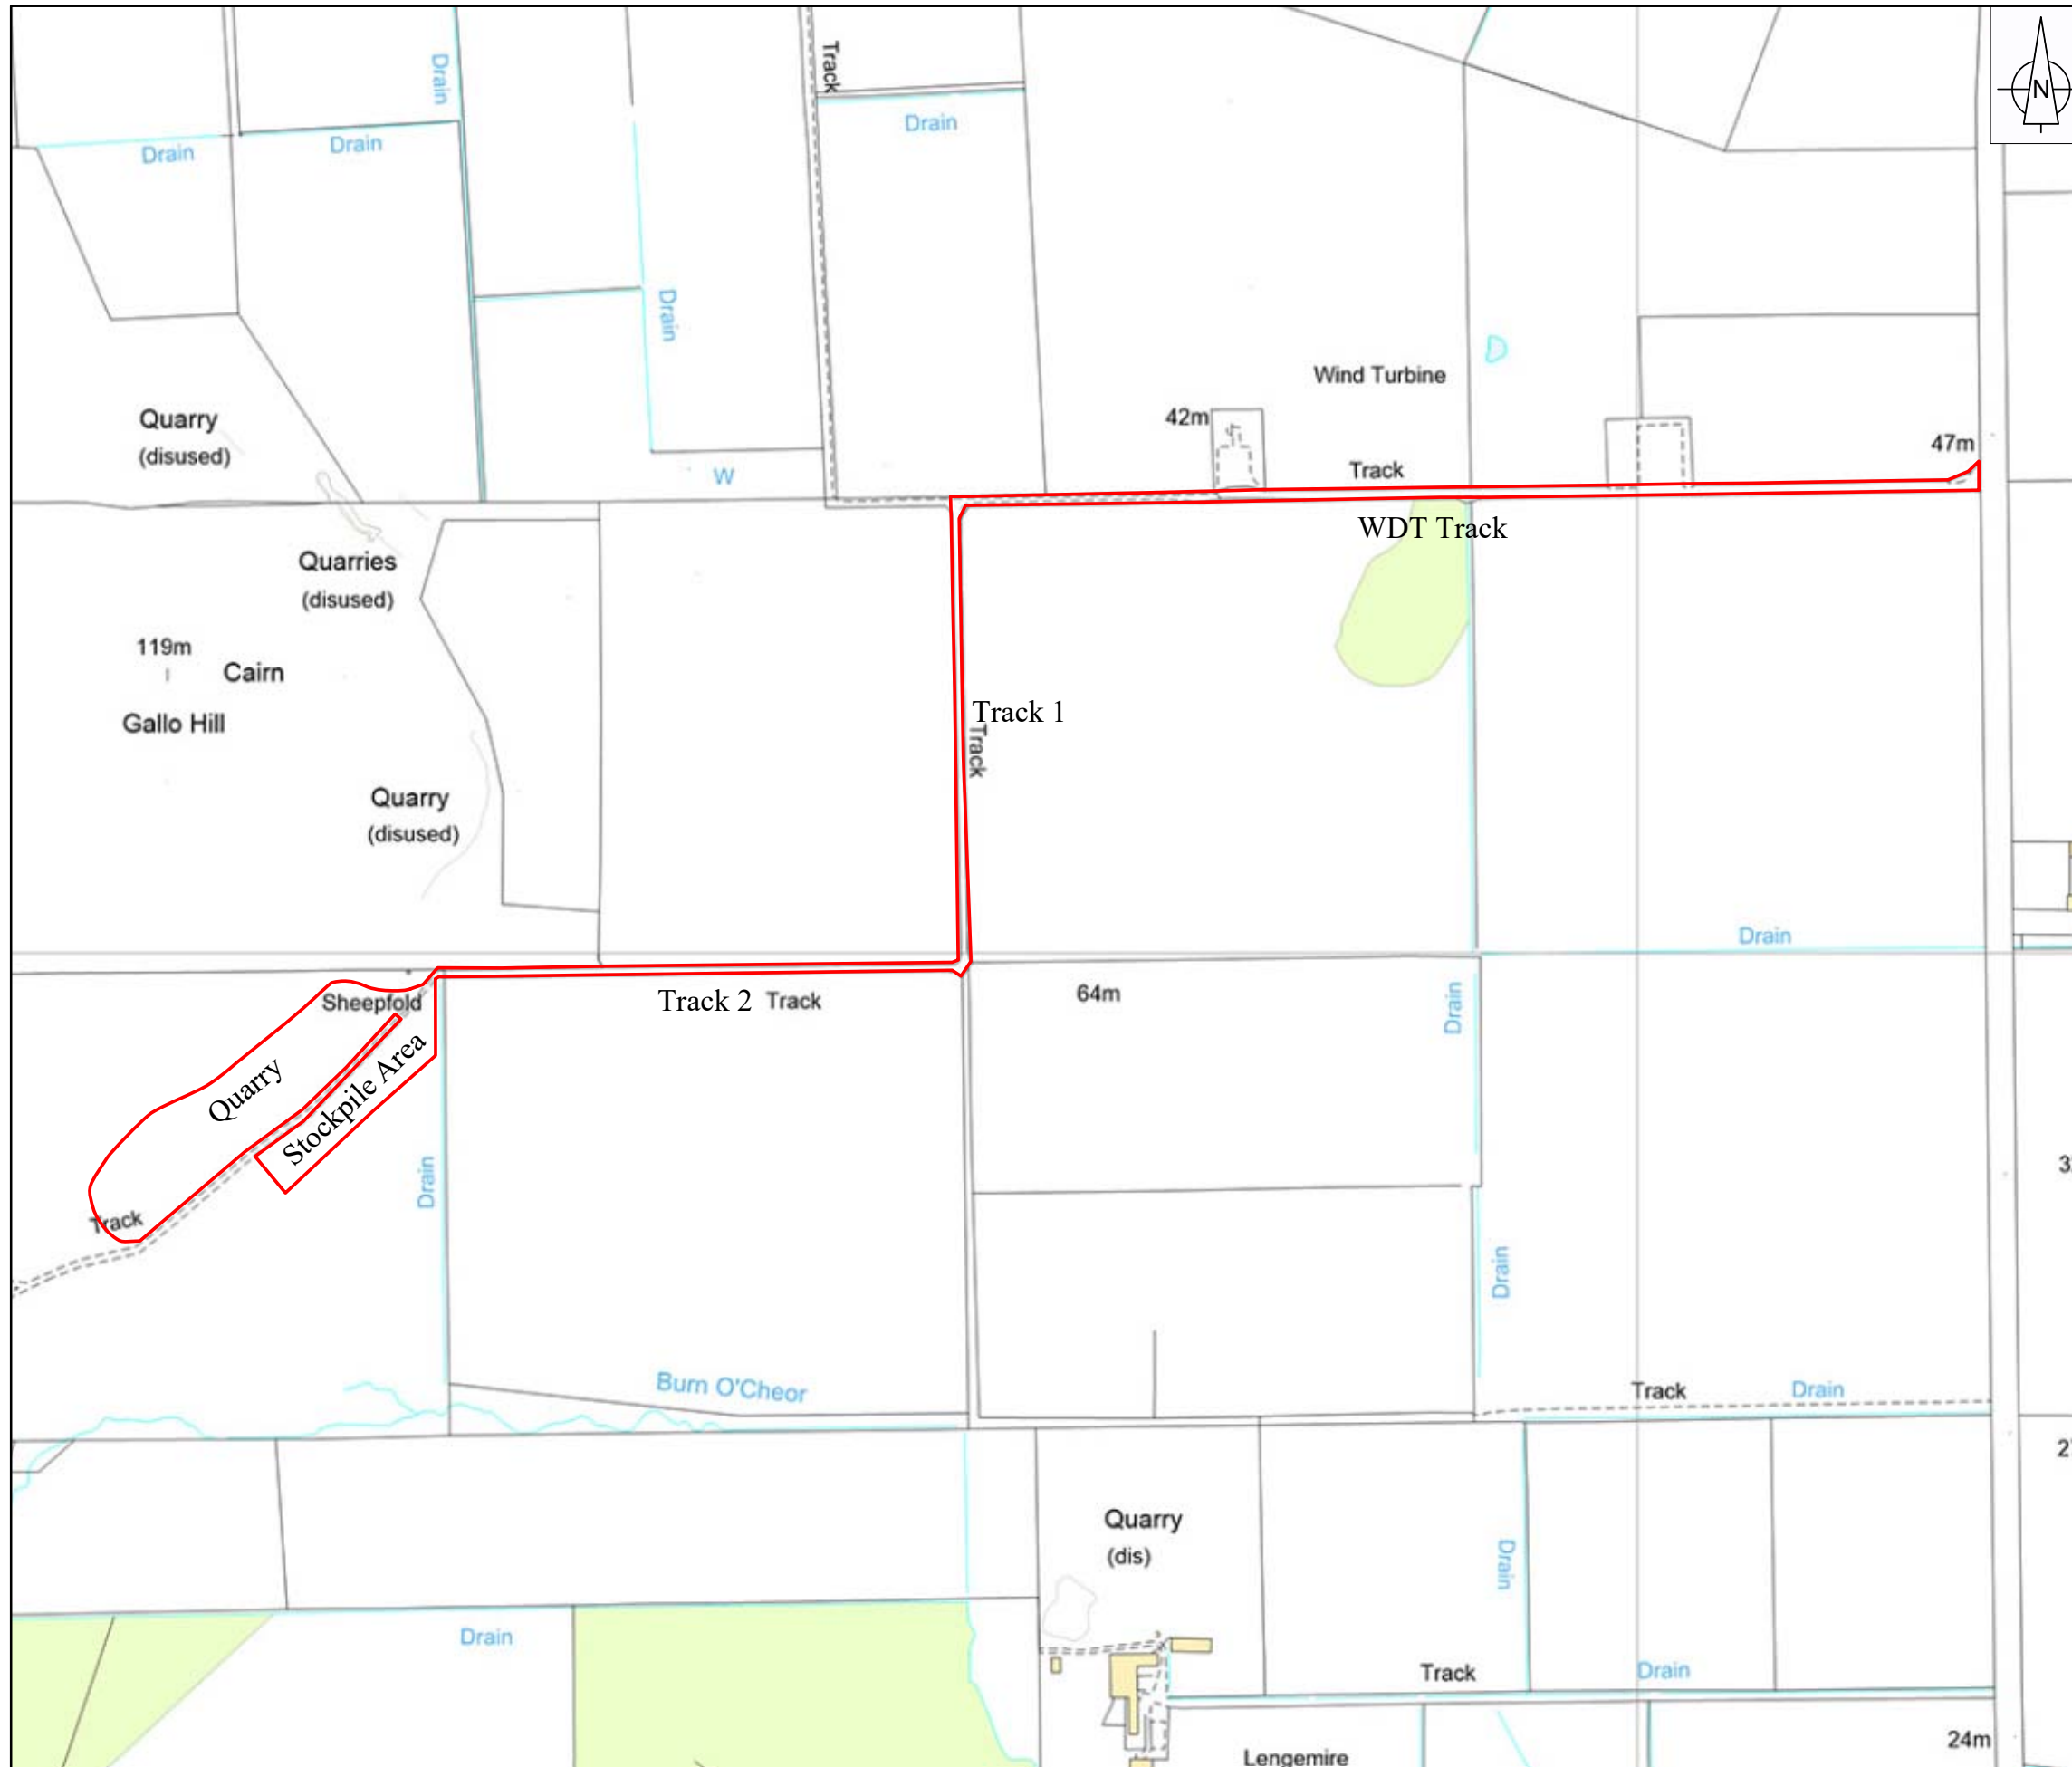 Track
Drain
N
Drain
Drain
Drain
Drain
Wind Turbine
Quarry
(disused)
42m
47m
Track
W
WDT Track
Quarries
(disused)
119m
Cairn
Gallo Hill
Track 1
Track
Quarry
(disused)
Drain
Sheepfold
Track 2
Track
64m
Drain
Quarry
Stockpile Area
Drain
Track
Drain
Burn O'Cheor
Track
Drain
Quarry
(dis)
Drain
Drain
Track
Drain
24m
Lengemire